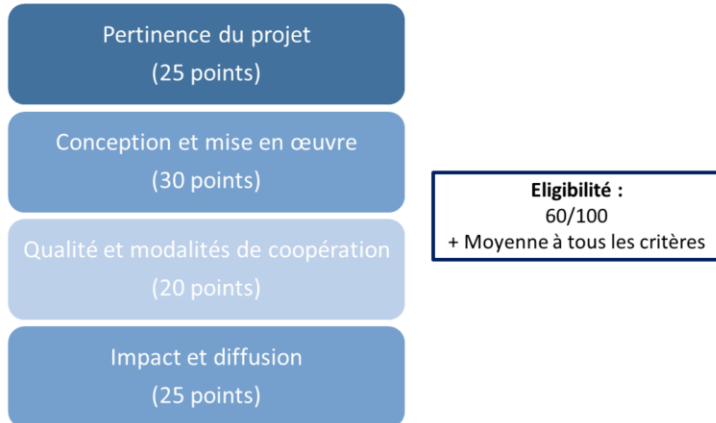 Pertinence du projet
(25 points)
Conception et mise en œuvre
(30 points)
Qualité et modalités de coopération
(20 points)
Impact et diffusion
(25 points)
Eligibilité :
60/100
+ Moyenne à tous les critères